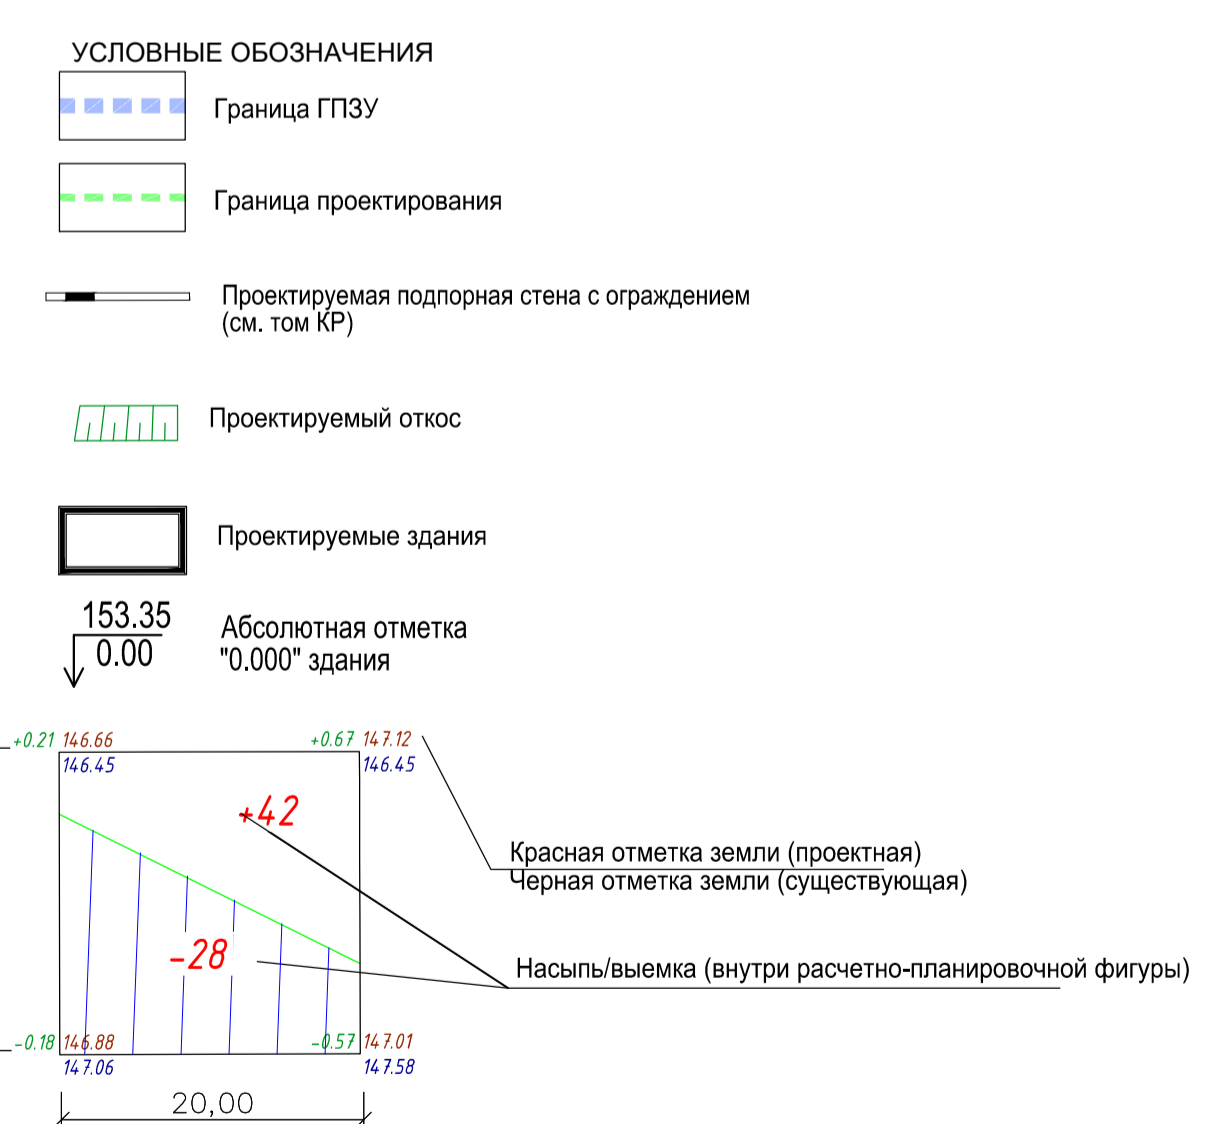 УСЛОВНЫЕ ОБОЗНАЧЕНИЯ
Граница ГПЗУ
Граница проектирования
Проектируемая подпорная стена с ограждением
(см. том КР)
Проектируемый откос
Проектируемые здания
153.35
0.00
Абсолютная отметка
"0.000" здания
+0.21 146.66
146.45
+0.67 147.12
146.45
+42
Красная отметка земли (проектная)
Черная отметка земли (существующая)
-28
Насыпь/выемка (внутри расчетно-планировочной фигуры)
-0.18 146.88
147.06
-0.57 147.01
147.58
20,00